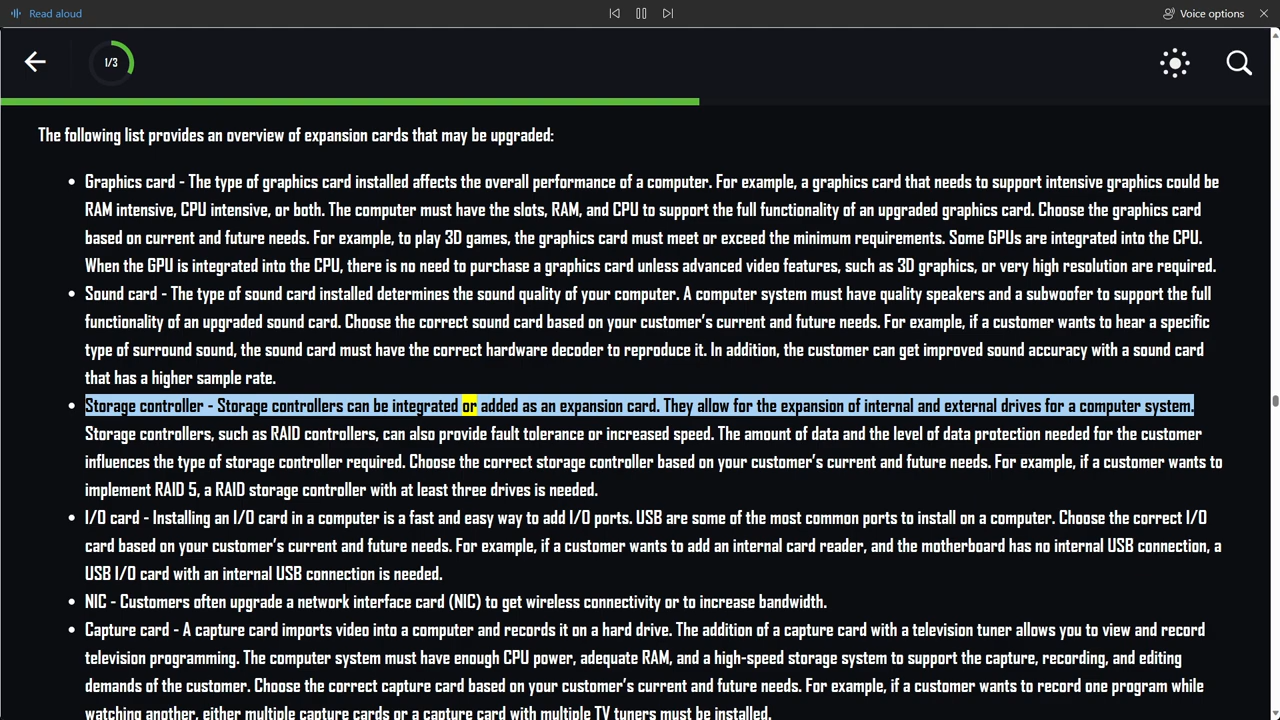 Read aloud
Voice options
1/3
The following list provides an overview of expansion cards that may be upgraded:
• Graphics card - The type of graphics card installed affects the overall performance of a computer. For example, a graphics card that needs to support intensive graphics could be
RAM intensive, CPU intensive, or both. The computer must have the slots, RAM, and CPU to support the full functionality of an upgraded graphics card. Choose the graphics card
based on current and future needs. For example, to play 3D games, the graphics card must meet or exceed the minimum requirements. Some GPUs are integrated into the CPU.
When the GPU is integrated into the CPU, there is no need to purchase a graphics card unless advanced video features, such as 3D graphics, or very high resolution are required.
• Sound card - The type of sound card installed determines the sound quality of your computer. A computer system must have quality speakers and a subwoofer to support the full
functionality of an upgraded sound card. Choose the correct sound card based on your customer’s current and future needs. For example, if a customer wants to hear a specific
type of surround sound, the sound card must have the correct hardware decoder to reproduce it. In addition, the customer can get improved sound accuracy with a sound card
that has a higher sample rate.
• Storage controller - Storage controllers can be integrated or added as an expansion card. They allow for the expansion of internal and external drives for a computer system.
Storage controllers, such as RAID controllers, can also provide fault tolerance or increased speed. The amount of data and the level of data protection needed for the customer
influences the type of storage controller required. Choose the correct storage controller based on your customer’s current and future needs. For example, if a customer wants to
implement RAID 5, a RAID storage controller with at least three drives is needed.
• I/O card - Installing an I/O card in a computer is a fast and easy way to add I/O ports. USB are some of the most common ports to install on a computer. Choose the correct I/O
card based on your customer’s current and future needs. For example, if a customer wants to add an internal card reader, and the motherboard has no internal USB connection, a
USB I/O card with an internal USB connection is needed.
• NIC - Customers often upgrade a network interface card (NIC) to get wireless connectivity or to increase bandwidth.
• Capture card - A capture card imports video into a computer and records it on a hard drive. The addition of a capture card with a television tuner allows you to view and record
television programming. The computer system must have enough CPU power, adequate RAM, and a high-speed storage system to support the capture, recording, and editing
demands of the customer. Choose the correct capture card based on your customer’s current and future needs. For example, if a customer wants to record one program while
watching another, either multiple capture cards or a capture card with multiple TV tuners must be installed.